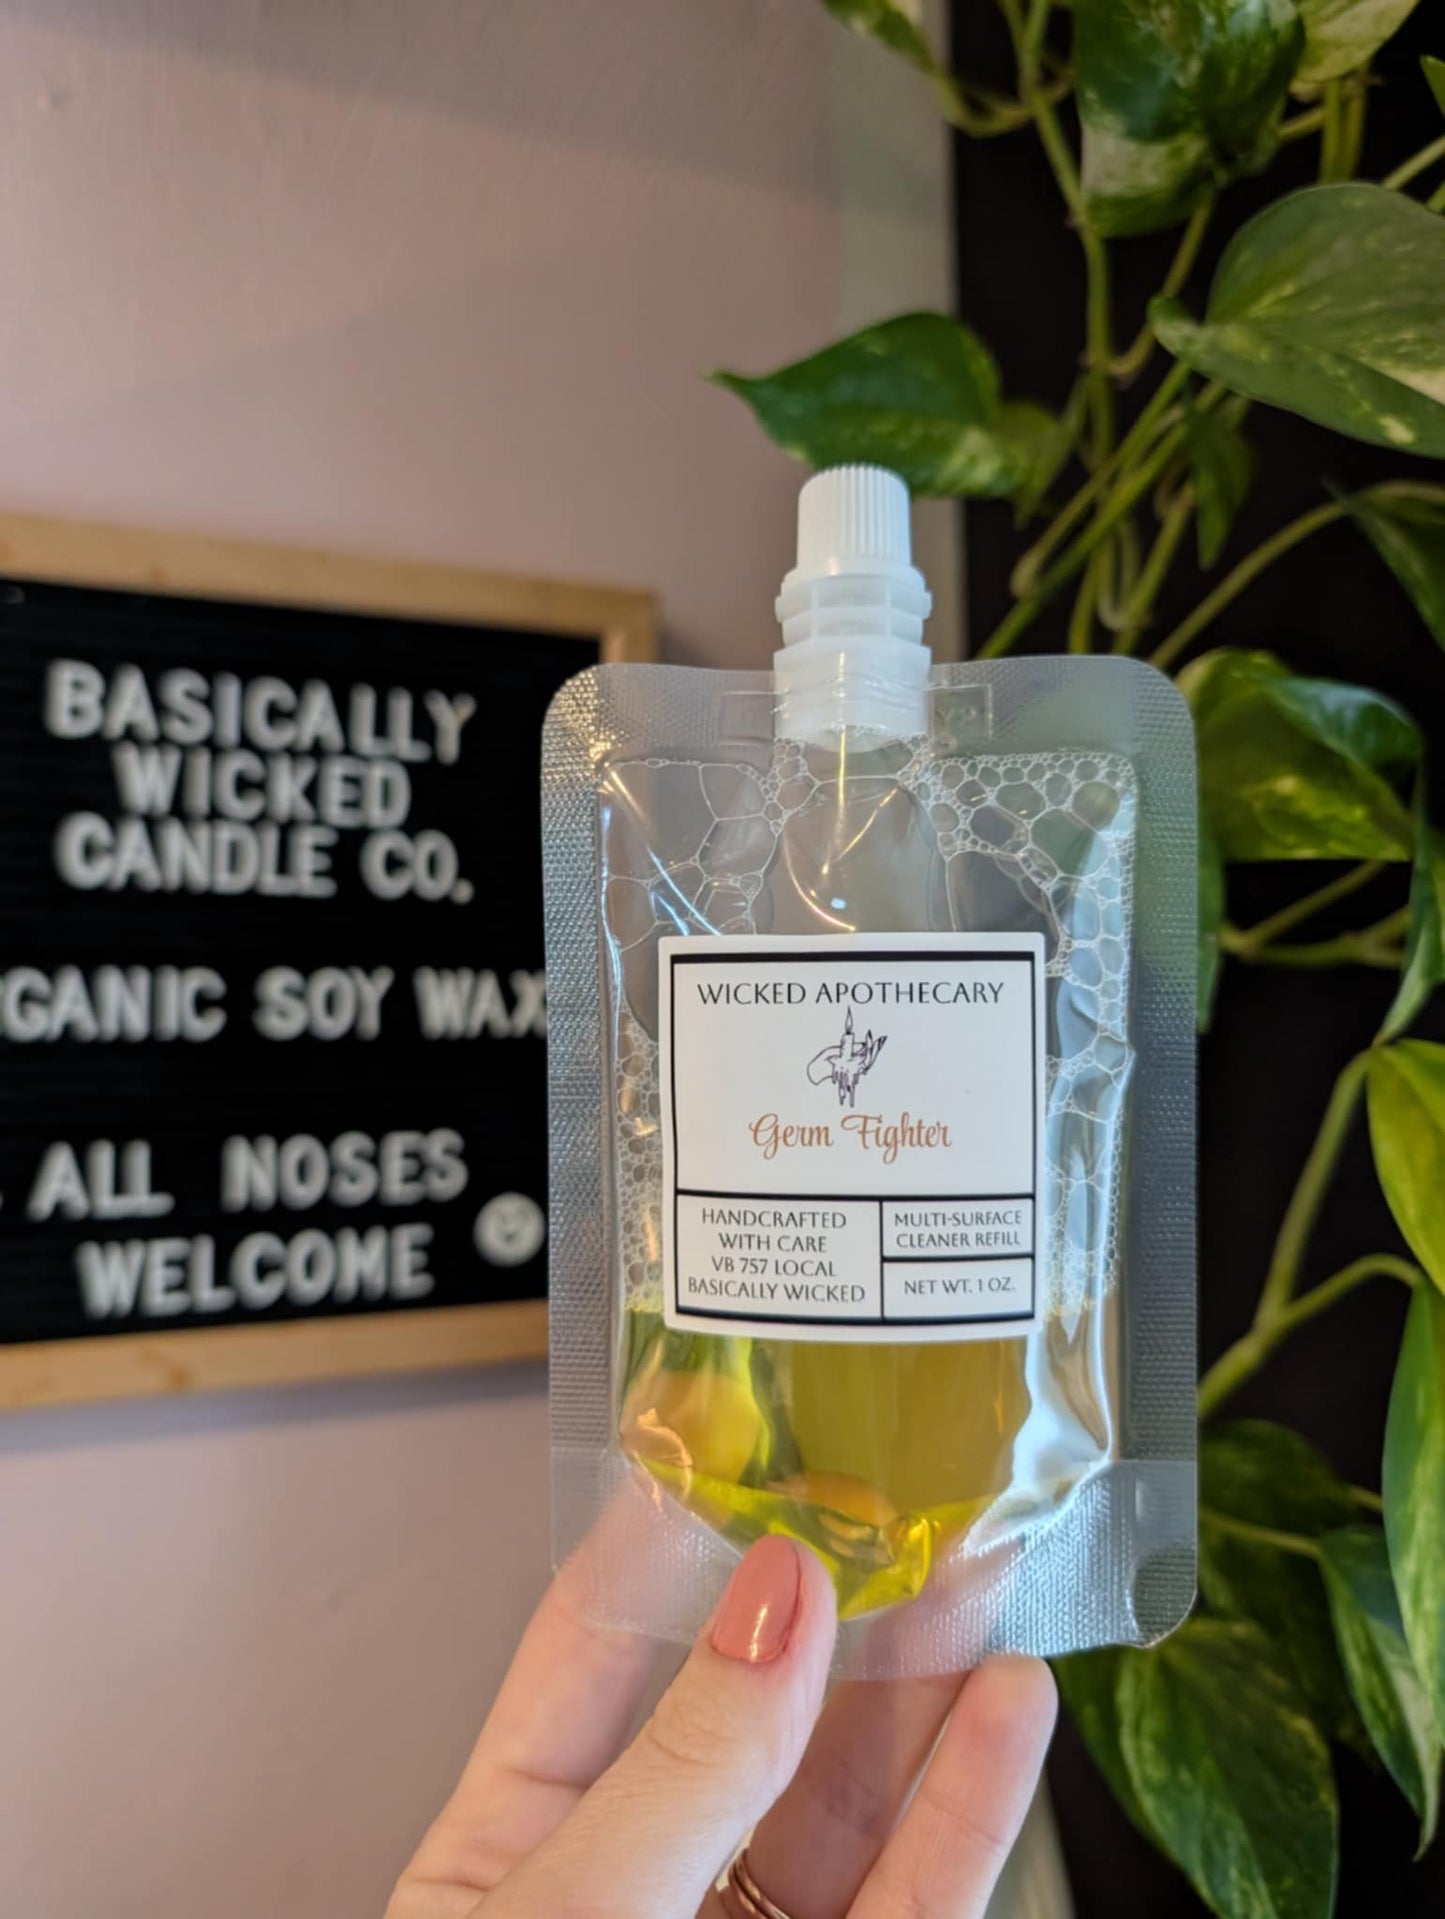 BASICALLY
WICKED
CANDLE CO.
GANIC SOY WAX
ALL NOSES
WELCOME
WICKED APOTHECARY
Germ Fighter
HANDCRAFTED
WITH CARE
VB 757 LOCAL
BASICALLY WICKED
MULTI-SURFACE
CLEANER REFILL
NET WT. 1 OZ.